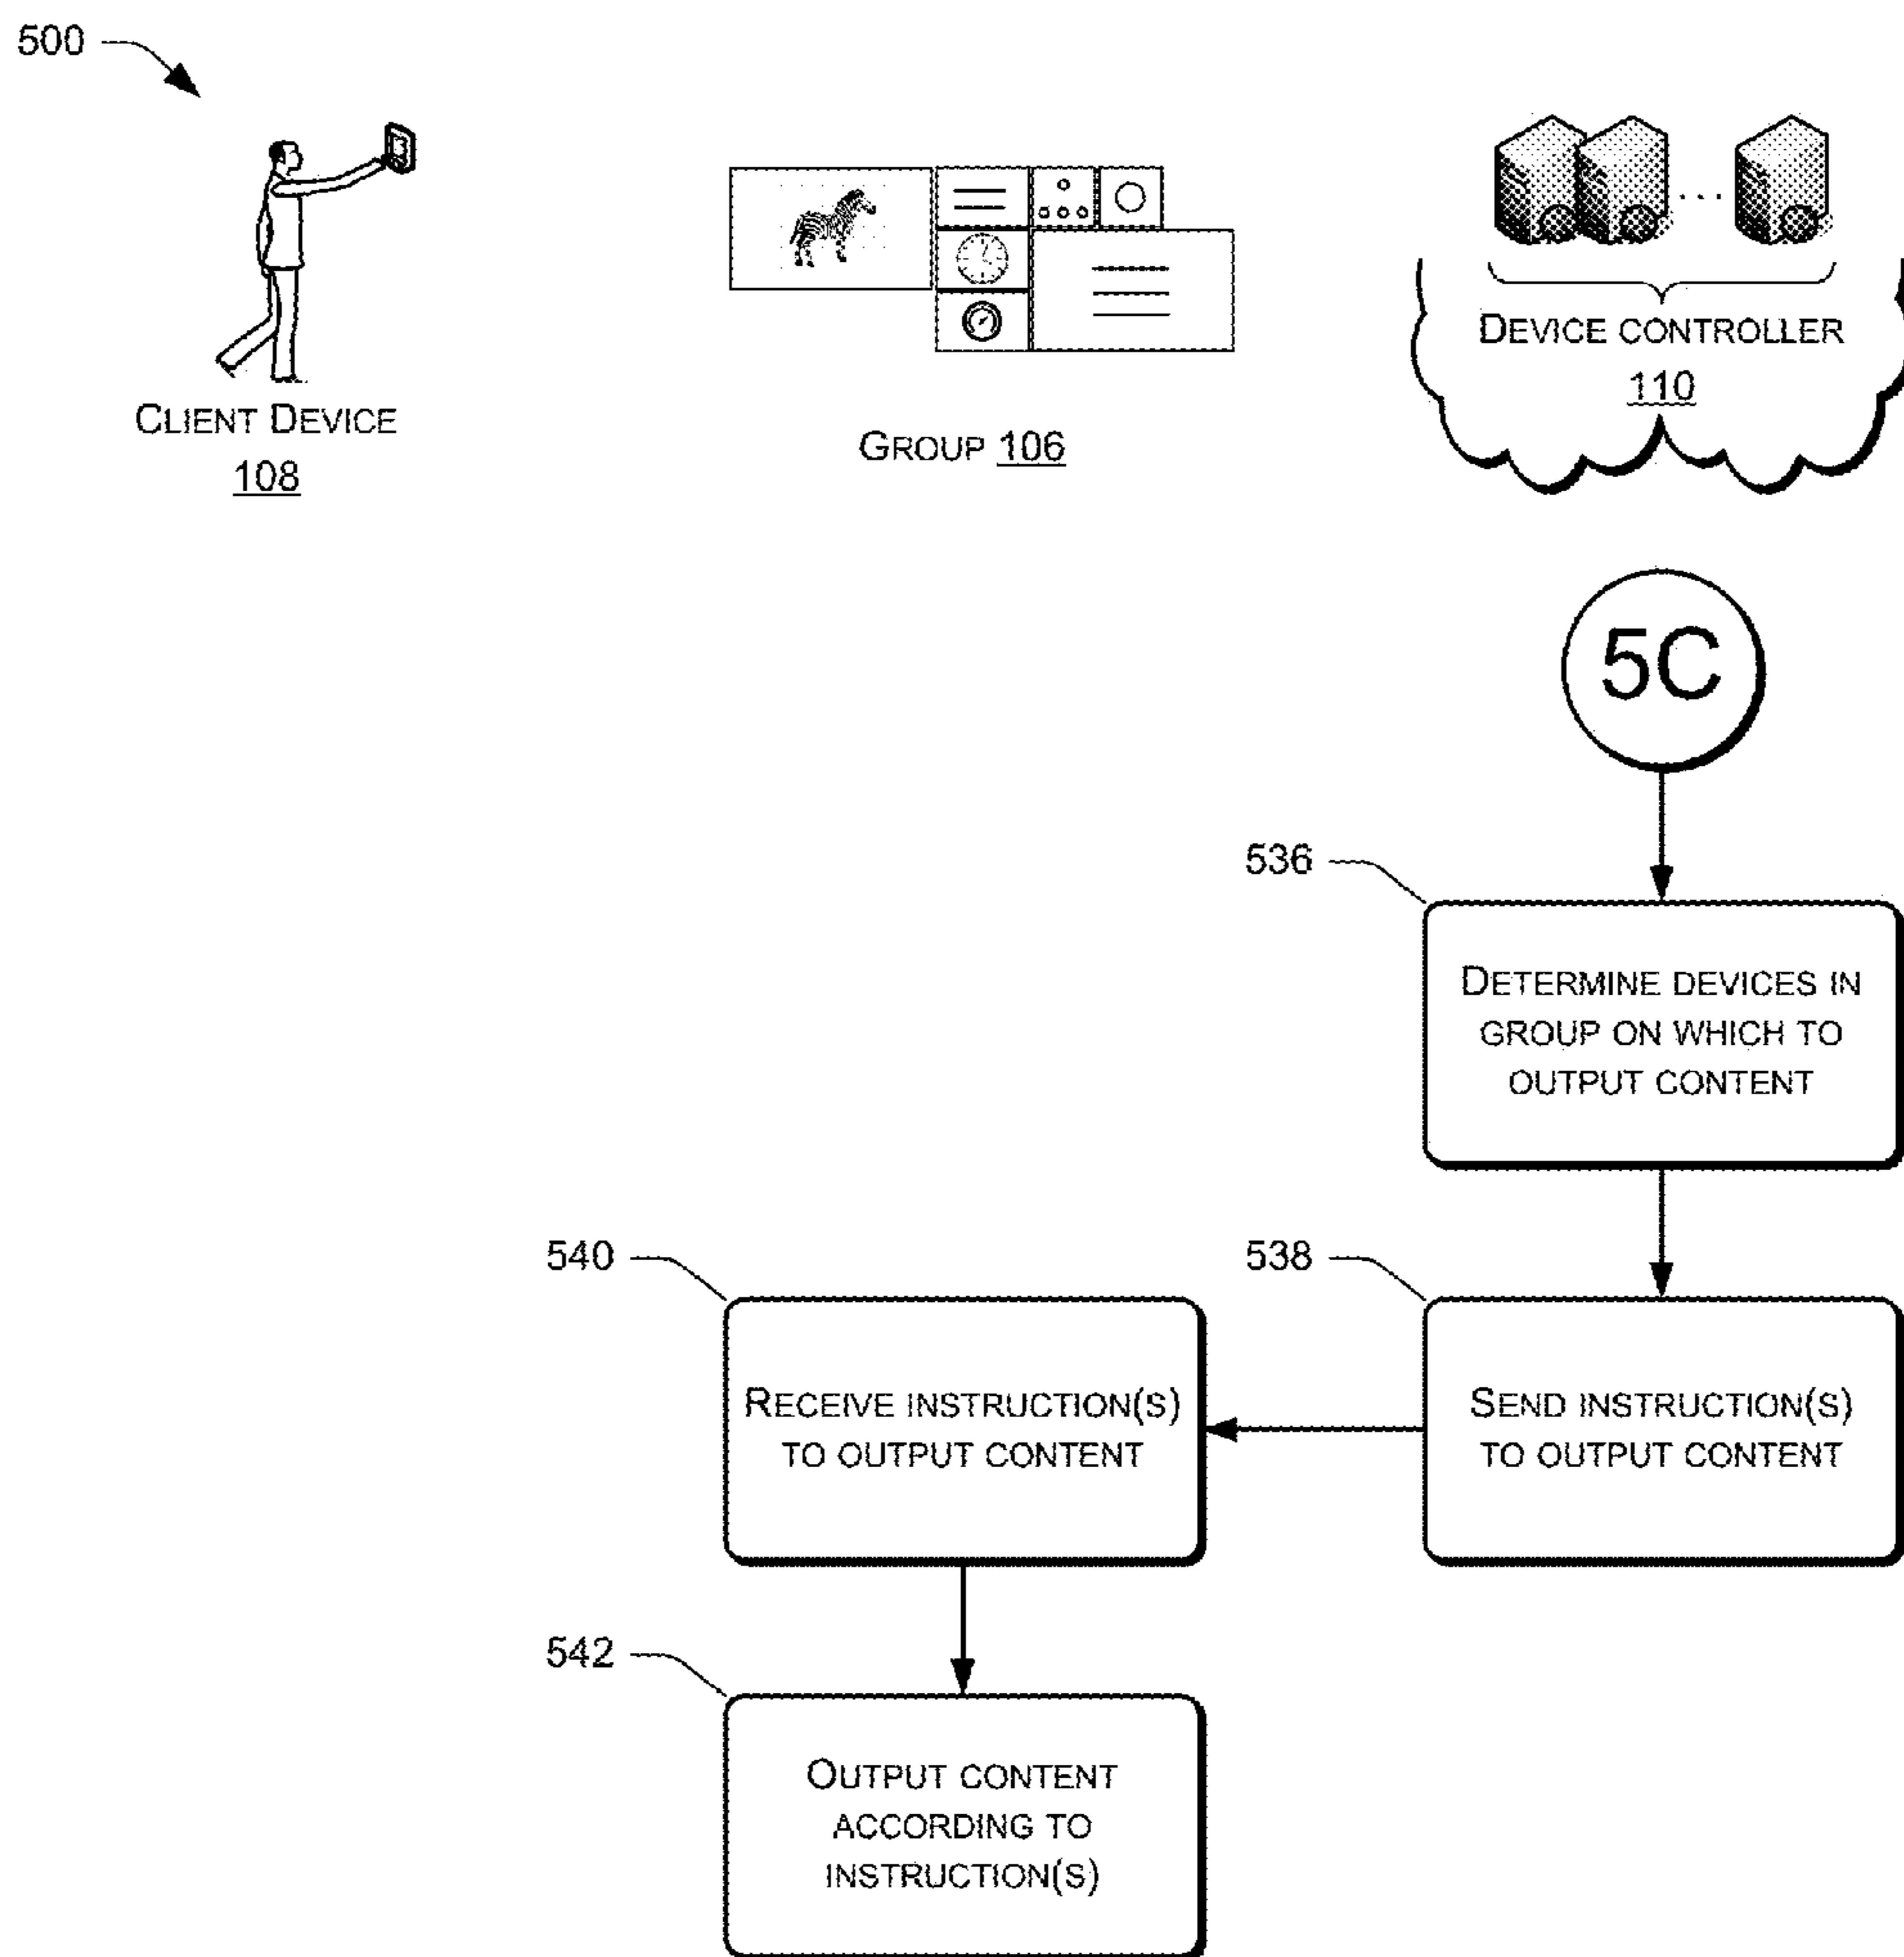 500
CLIENT DEVICE
108
GROUP 106
DEVICE CONTROLLER
110
5C
536
DETERMINE DEVICES IN
GROUP ON WHICH TO
OUTPUT CONTENT
540
538
RECEIVE INSTRUCTION(S)
TO OUTPUT CONTENT
SEND INSTRUCTION(S)
TO OUTPUT CONTENT
542
OUTPUT CONTENT
ACCORDING TO
INSTRUCTION(S)